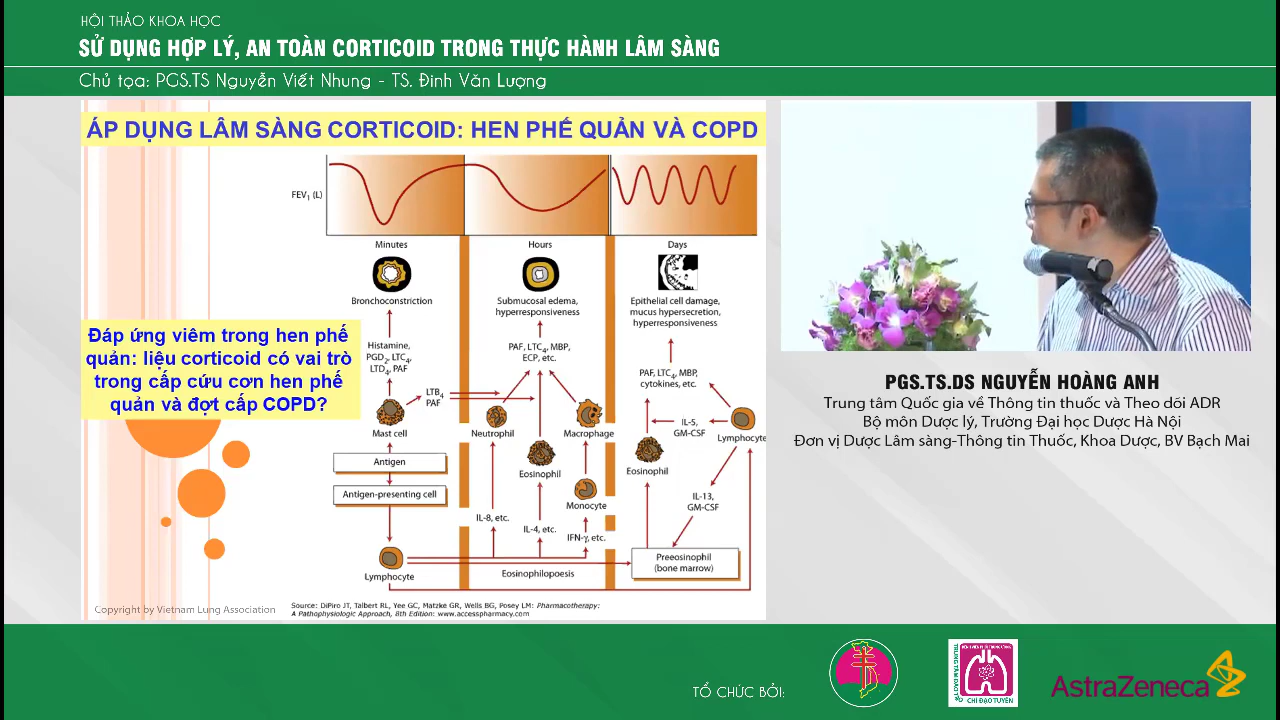 HỘI THẢO KHOA HỌC
SỬ DỤNG HỢP LÝ, AN TOÀN CORTICOID TRONG THỰC HÀNH LÂM SÀNG
Chủ tọa: PGS.TS Nguyễn Viết Nhung - TS. Đinh Văn Lượng
ÁP DỤNG LÂM SÀNG CORTICOID: HEN PHẾ QUẢN VÀ COPD
FEV1 (L)
Minutes
Hours
Days
Bronchoconstriction
Submucosal edema,
hyperresponsiveness
Epithelial cell damage,
mucus hypersecretion,
hyperresponsiveness
Đáp ứng viêm trong hen phế
quản: liệu corticoid có vai trò
trong cấp cứu cơn hen phế
quản và đợt cấp COPD?
Histamine,
PGD2, LTC4,
LTD4, PAF
PAF, LTC4, MBP,
ECP, etc.
PAF, LTC4, MBP,
cytokines, etc.
LTB4
PAF
Mast cell
Neutrophil
Macrophage
IL-5,
GM-CSF
Lymphocyte
Antigen
Eosinophil
Eosinophil
Antigen-presenting cell
Monocyte
IL-13,
GM-CSF
IL-8, etc.
IL-4, etc.
IFN-γ, etc.
Preeosinophil
(bone marrow)
Lymphocyte
Eosinophilopoesis
Copyright by Vietnam Lung Association
Source: DiPiro JT, Talbert RL, Yee GC, Matzke GR, Wells BG, Posey LM: Pharmacotherapy:
A Pathophysiologic Approach, 8th Edition: www.accesspharmacy.com
PGS.TS.DS NGUYỄN HOÀNG ANH
Trung tâm Quốc gia về Thông tin thuốc và Theo dõi ADR
Bộ môn Dược lý, Trường Đại học Dược Hà Nội
Đơn vị Dược Lâm sàng-Thông tin Thuốc, Khoa Dược, BV Bạch Mai
TỔ CHỨC BỞI:
CHỈ ĐẠO TUYẾN
AstraZeneca